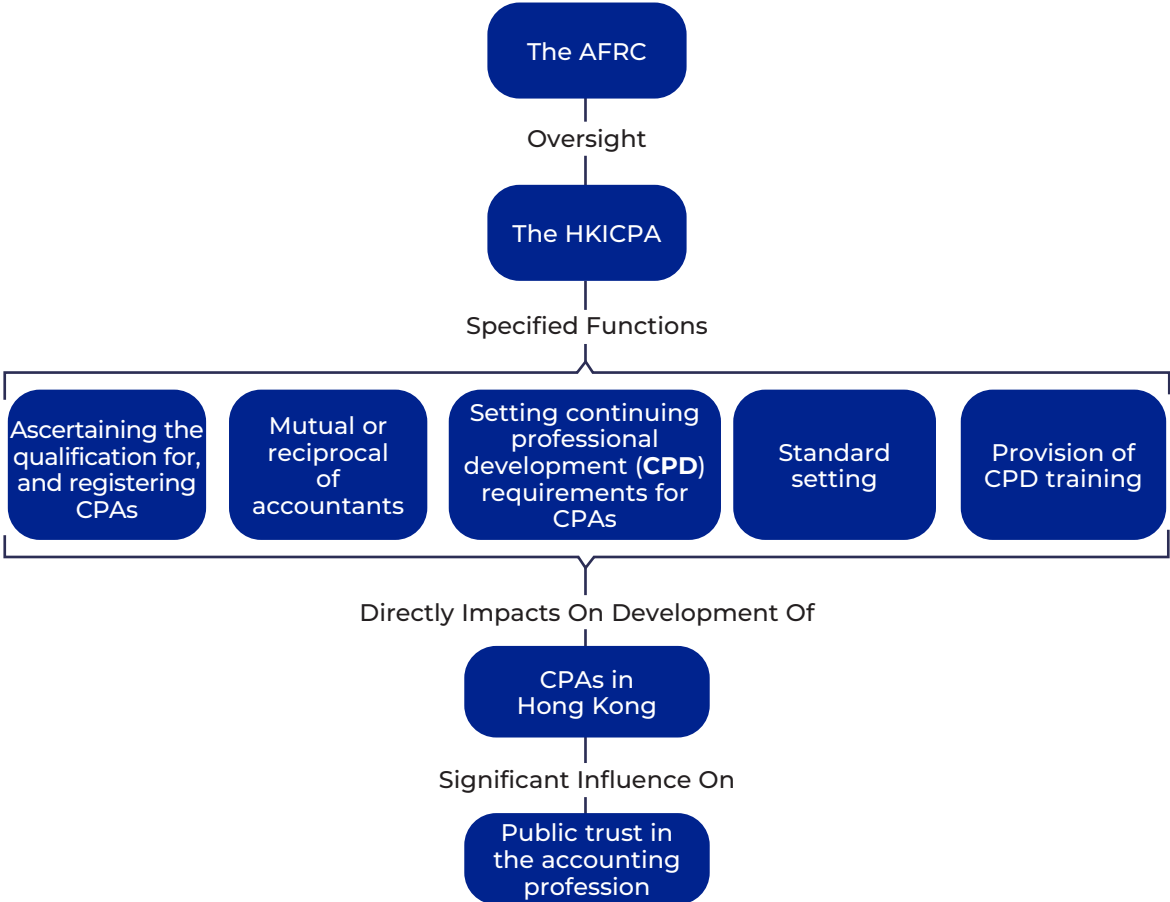 The AFRC
Oversight
The HKICPA
Specified Functions
Ascertaining the
qualification for,
and registering
CPAs
Mutual or
reciprocal
of
accountants
Setting continuing
professional
development (CPD)
requirements for
CPAs
Standard
setting
Provision of
CPD training
Directly Impacts On Development Of
CPAs in
Hong Kong
Significant Influence On
Public trust in
the accounting
profession